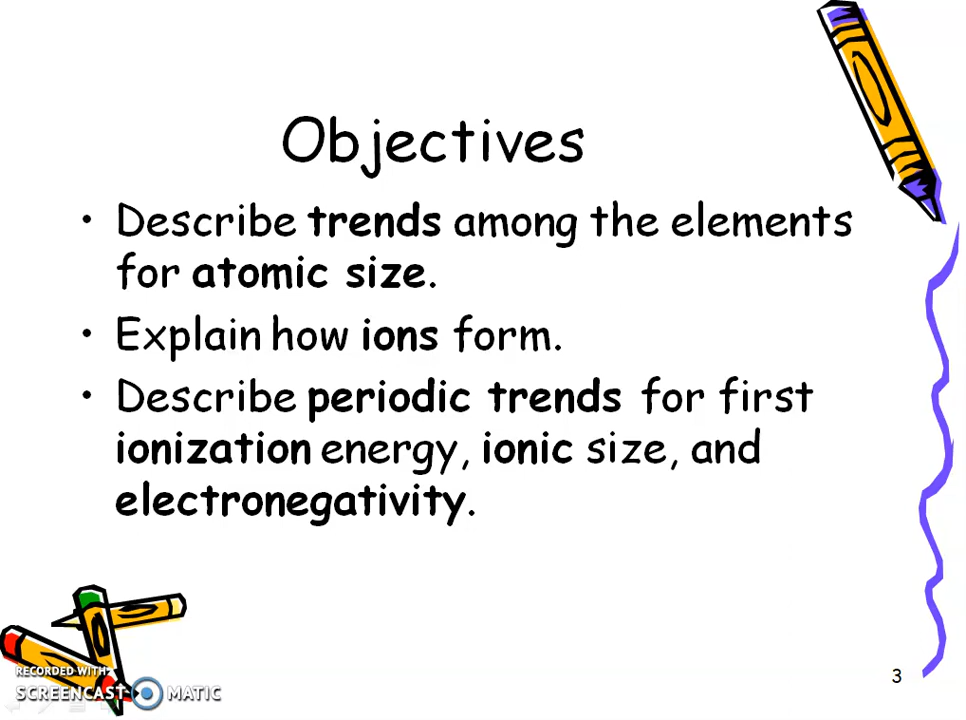 Objectives
• Describe trends among the elements
for atomic size.
• Explain how ions form.
• Describe periodic trends for first
ionization energy, ionic size, and
electronegativity.
RECORDED WITH
SCREENCAST MATIC
3